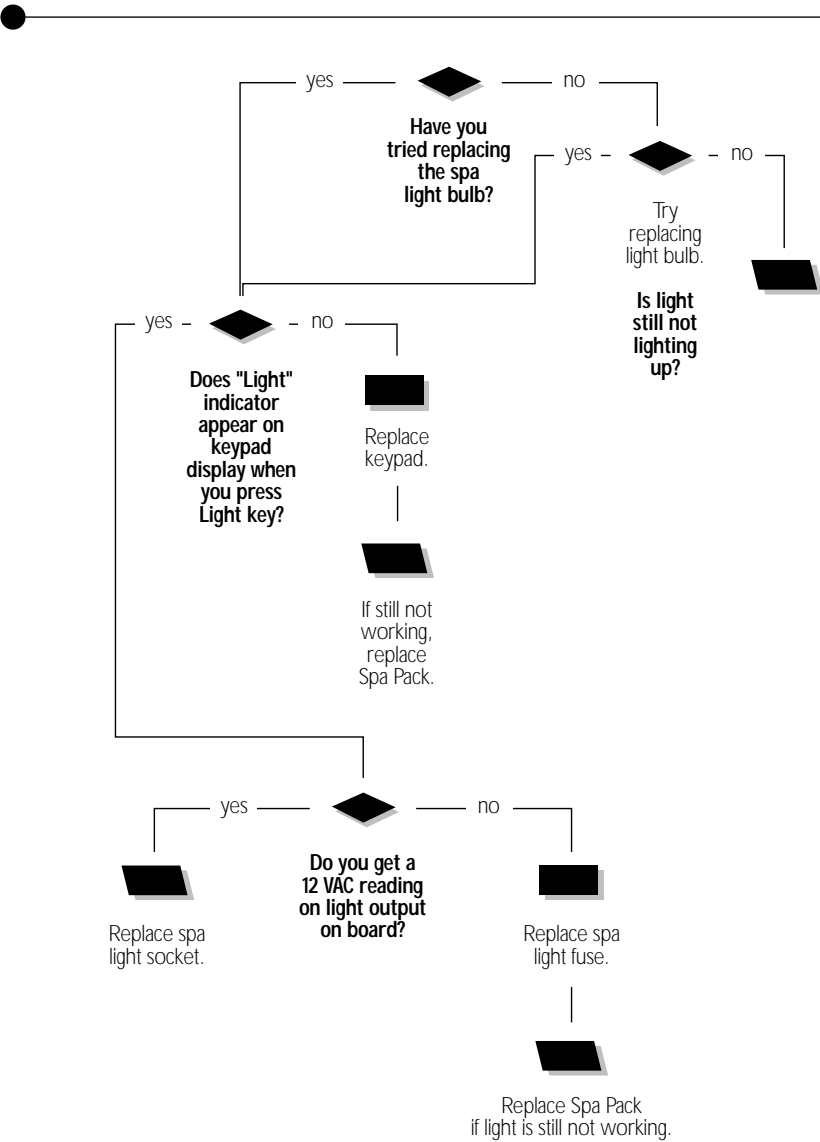 yes
no
Have you
tried replacing
the spa
light bulb?
yes
no
Try
replacing
light bulb.
Is light
still not
lighting
up?
yes
no
Does "Light"
indicator
appear on
keypad
display when
you press
Light key?
Replace
keypad.
If still not
working,
replace
Spa Pack.
yes
no
Do you get a
12 VAC reading
on light output
on board?
Replace spa
light socket.
Replace spa
light fuse.
Replace Spa Pack
if light is still not working.